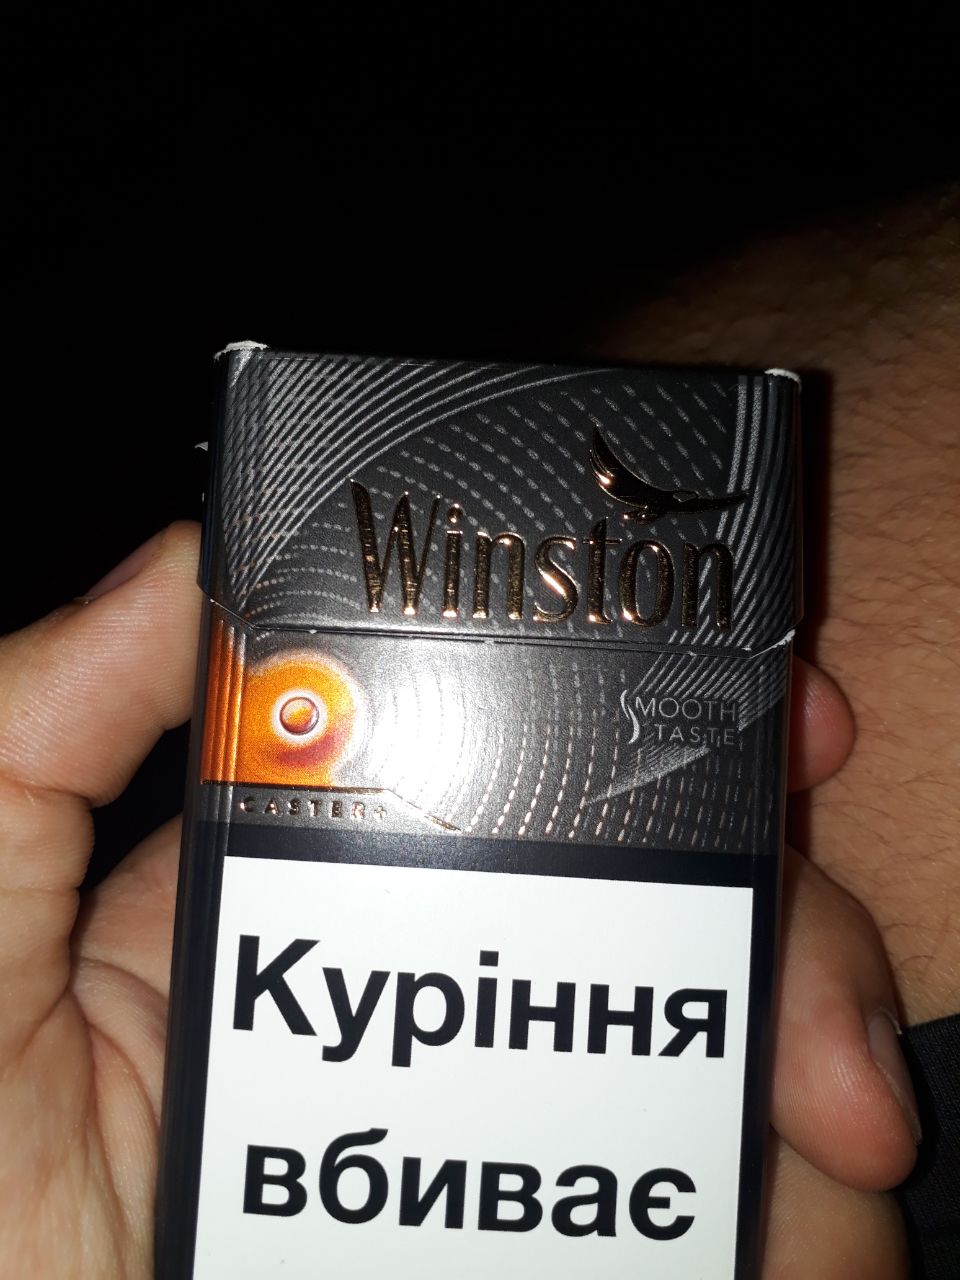 Winston
SMOOTH
TASTE
CASTER+
Куріння
вбиває